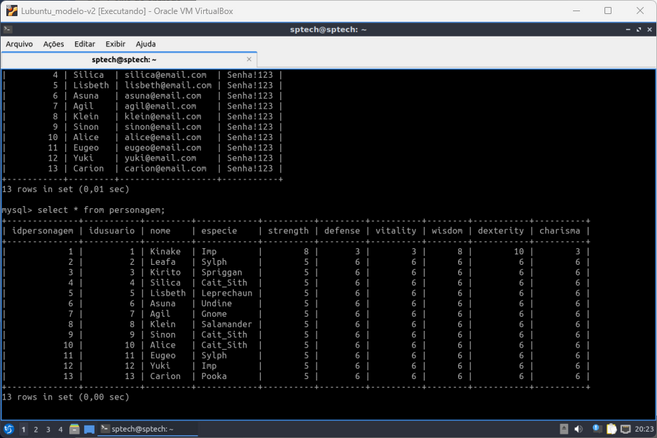 Lubuntu_modelo-v2 [Executando] - Oracle VM VirtualBox
sptech@sptech: ~
Arquivo Ações Editar Exibir Ajuda
sptech@sptech: ~
| 4 | Silica | silica@email.com | Senha!123 |
| 5 | Lisbeth | lisbeth@email.com | Senha!123 |
| 6 | Asuna | asuna@email.com | Senha!123 |
| 7 | Agil | agil@email.com | Senha!123 |
| 8 | Klein | klein@email.com | Senha!123 |
| 9 | Sinon | sinon@email.com | Senha!123 |
| 10 | Alice | alice@email.com | Senha!123 |
| 11 | Eugeo | eugeo@email.com | Senha!123 |
| 12 | Yuki | yuki@email.com | Senha!123 |
| 13 | Carion | carion@email.com | Senha!123 |
13 rows in set (0,01 sec)
mysql> select * from personagem;
| idpersonagem | idusuario | nome | especie | strength | defense | vitality | wisdom | dexterity | charisma |
| 1 | 1 | Kinake | Imp | 8 | 3 | 3 | 8 | 10 | 3 |
| 2 | 2 | Leafa | Sylph | 5 | 6 | 6 | 6 | 6 | 6 |
| 3 | 3 | Kirito | Spriggan | 5 | 6 | 6 | 6 | 6 | 6 |
| 4 | 4 | Silica | Cait_Sith | 5 | 6 | 6 | 6 | 6 | 6 |
| 5 | 5 | Lisbeth | Leprechaun | 5 | 6 | 6 | 6 | 6 | 6 |
| 6 | 6 | Asuna | Undine | 5 | 6 | 6 | 6 | 6 | 6 |
| 7 | 7 | Agil | Gnome | 5 | 6 | 6 | 6 | 6 | 6 |
| 8 | 8 | Klein | Salamander | 5 | 6 | 6 | 6 | 6 | 6 |
| 9 | 9 | Sinon | Cait_Sith | 5 | 6 | 6 | 6 | 6 | 6 |
| 10 | 10 | Alice | Cait_Sith | 5 | 6 | 6 | 6 | 6 | 6 |
| 11 | 11 | Eugeo | Sylph | 5 | 6 | 6 | 6 | 6 | 6 |
| 12 | 12 | Yuki | Imp | 5 | 6 | 6 | 6 | 6 | 6 |
| 13 | 13 | Carion | Pooka | 5 | 6 | 6 | 6 | 6 | 6 |
13 rows in set (0,00 sec)
1 2 3 4 sptech@sptech: ~ 20:23